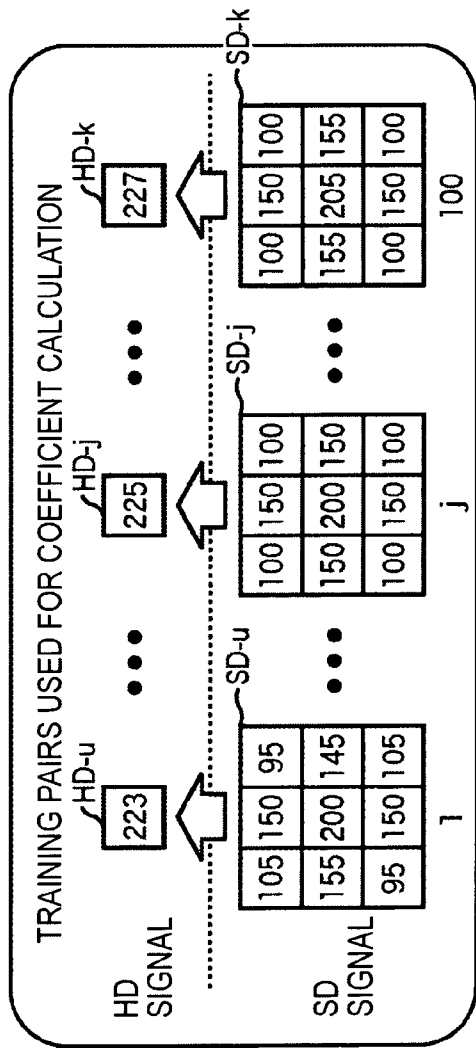 TRAINING PAIRS USED FOR COEFFICIENT CALCULATION
HD-u HD-j HD-k
HD SIGNAL
223 ••• 225 ••• 227
SD-u SD-j SD-k
SD SIGNAL
105 150 95
155 200 145
95 150 105
•••
100 150 100
150 200 150
100 150 100
•••
100 150 100
155 205 155
100 150 100
1 j 100